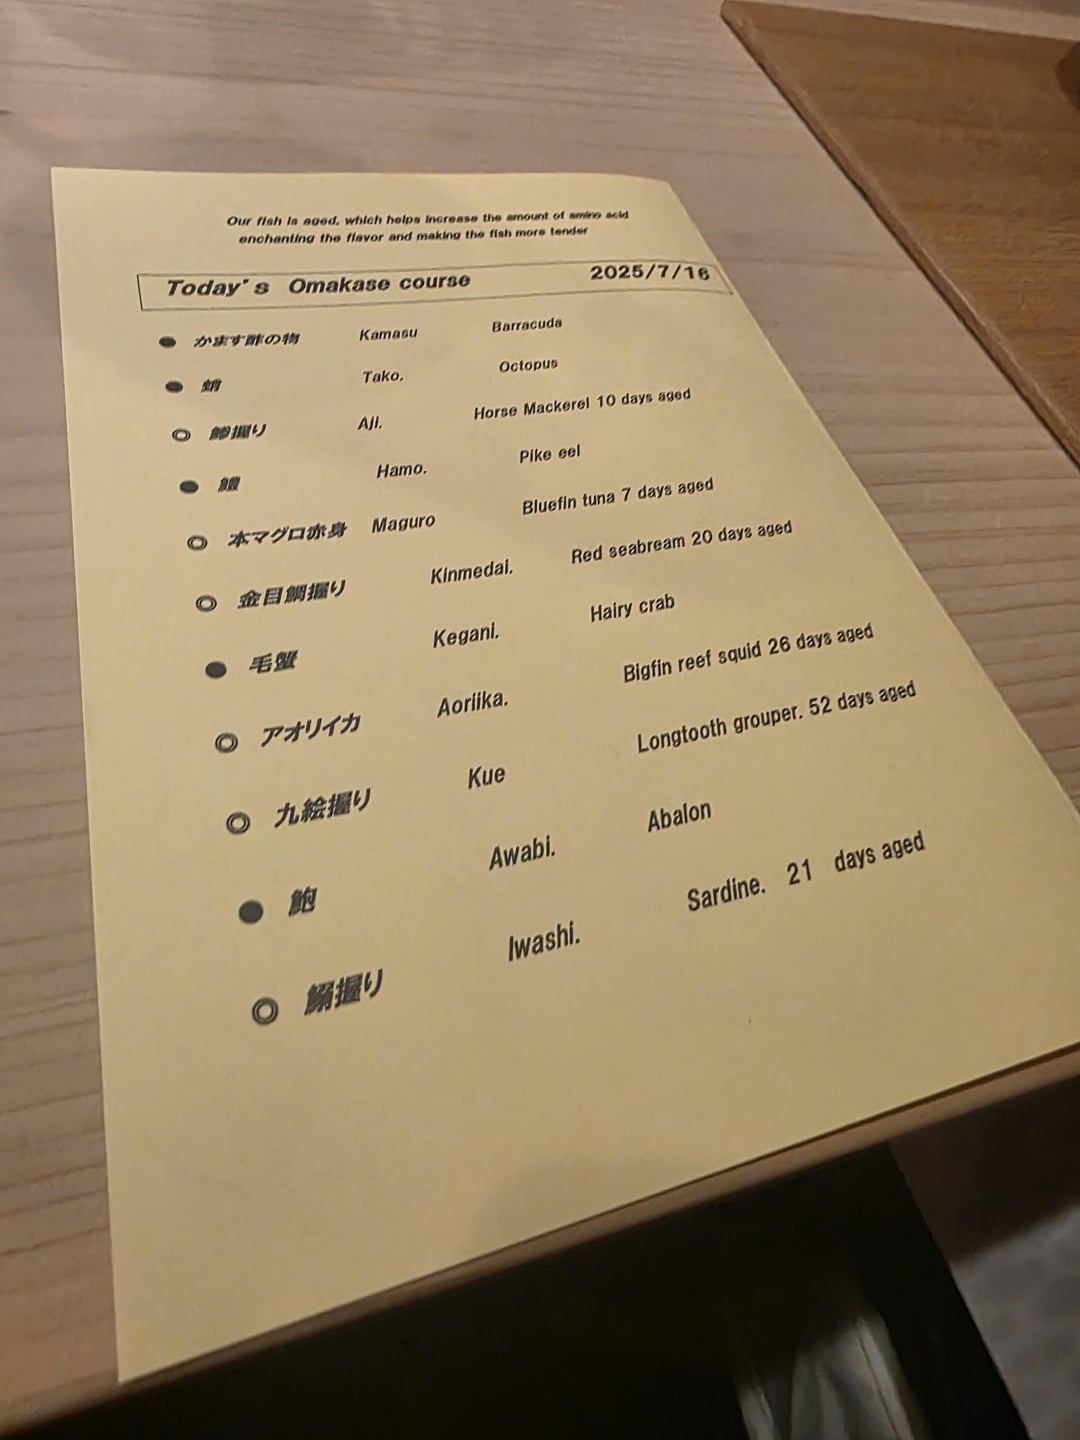 Our fish is aged, which helps increase the amount of amino acid
enchanting the flavor and making the fish more tender
Today's Omakase course 2025/7/16
● かます酢の物 Kamasu Barracuda
● 蛸 Tako. Octopus
◎ 鯵握り Aji. Horse Mackerel 10 days aged
● 鱧 Hamo. Pike eel
◎ 本マグロ赤身 Maguro Bluefin tuna 7 days aged
◎ 金目鯛握り Kinmedai. Red seabream 20 days aged
● 毛蟹 Kegani. Hairy crab
◎ アオリイカ Aoriika. Bigfin reef squid 26 days aged
◎ 九絵握り Kue Longtooth grouper. 52 days aged
● 鮑 Awabi. Abalon
◎ 鰯握り Iwashi. Sardine. 21 days aged